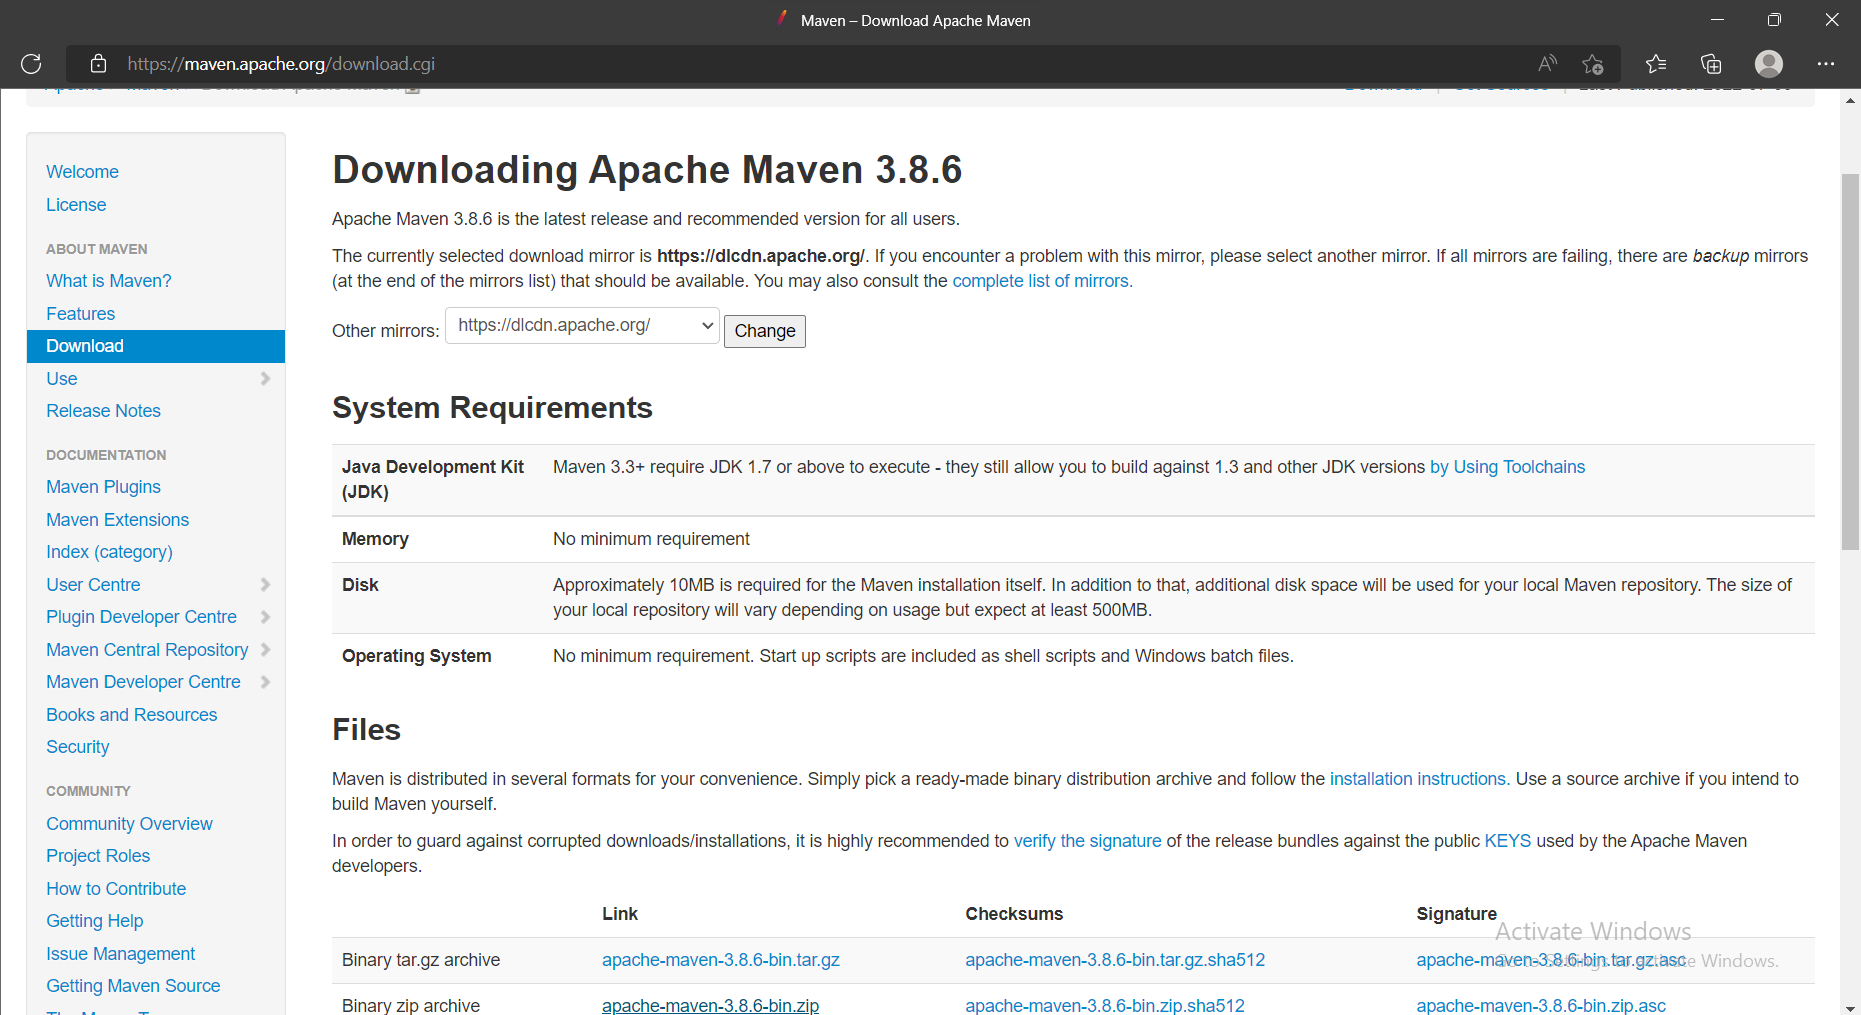 Maven – Download Apache Maven
https://maven.apache.org/download.cgi
Welcome
License
ABOUT MAVEN
What is Maven?
Features
Download
Use
Release Notes
DOCUMENTATION
Maven Plugins
Maven Extensions
Index (category)
User Centre
Plugin Developer Centre
Maven Central Repository
Maven Developer Centre
Books and Resources
Security
COMMUNITY
Community Overview
Project Roles
How to Contribute
Getting Help
Issue Management
Getting Maven Source
Downloading Apache Maven 3.8.6
Apache Maven 3.8.6 is the latest release and recommended version for all users.
The currently selected download mirror is https://dlcdn.apache.org/. If you encounter a problem with this mirror, please select another mirror. If all mirrors are failing, there are backup mirrors
(at the end of the mirrors list) that should be available. You may also consult the complete list of mirrors.
Other mirrors: https://dlcdn.apache.org/ Change
System Requirements
Java Development Kit Maven 3.3+ require JDK 1.7 or above to execute - they still allow you to build against 1.3 and other JDK versions by Using Toolchains
(JDK)
Memory No minimum requirement
Disk Approximately 10MB is required for the Maven installation itself. In addition to that, additional disk space will be used for your local Maven repository. The size of
your local repository will vary depending on usage but expect at least 500MB.
Operating System No minimum requirement. Start up scripts are included as shell scripts and Windows batch files.
Files
Maven is distributed in several formats for your convenience. Simply pick a ready-made binary distribution archive and follow the installation instructions. Use a source archive if you intend to
build Maven yourself.
In order to guard against corrupted downloads/installations, it is highly recommended to verify the signature of the release bundles against the public KEYS used by the Apache Maven
developers.
Link Checksums Signature
Activate Windows
Binary tar.gz archive apache-maven-3.8.6-bin.tar.gz apache-maven-3.8.6-bin.tar.gz.sha512 apache-maven-3.8.6-bin.tar.gz.asc
Go to Settings to activate Windows.
Binary zip archive apache-maven-3.8.6-bin.zip apache-maven-3.8.6-bin.zip.sha512 apache-maven-3.8.6-bin.zip.asc